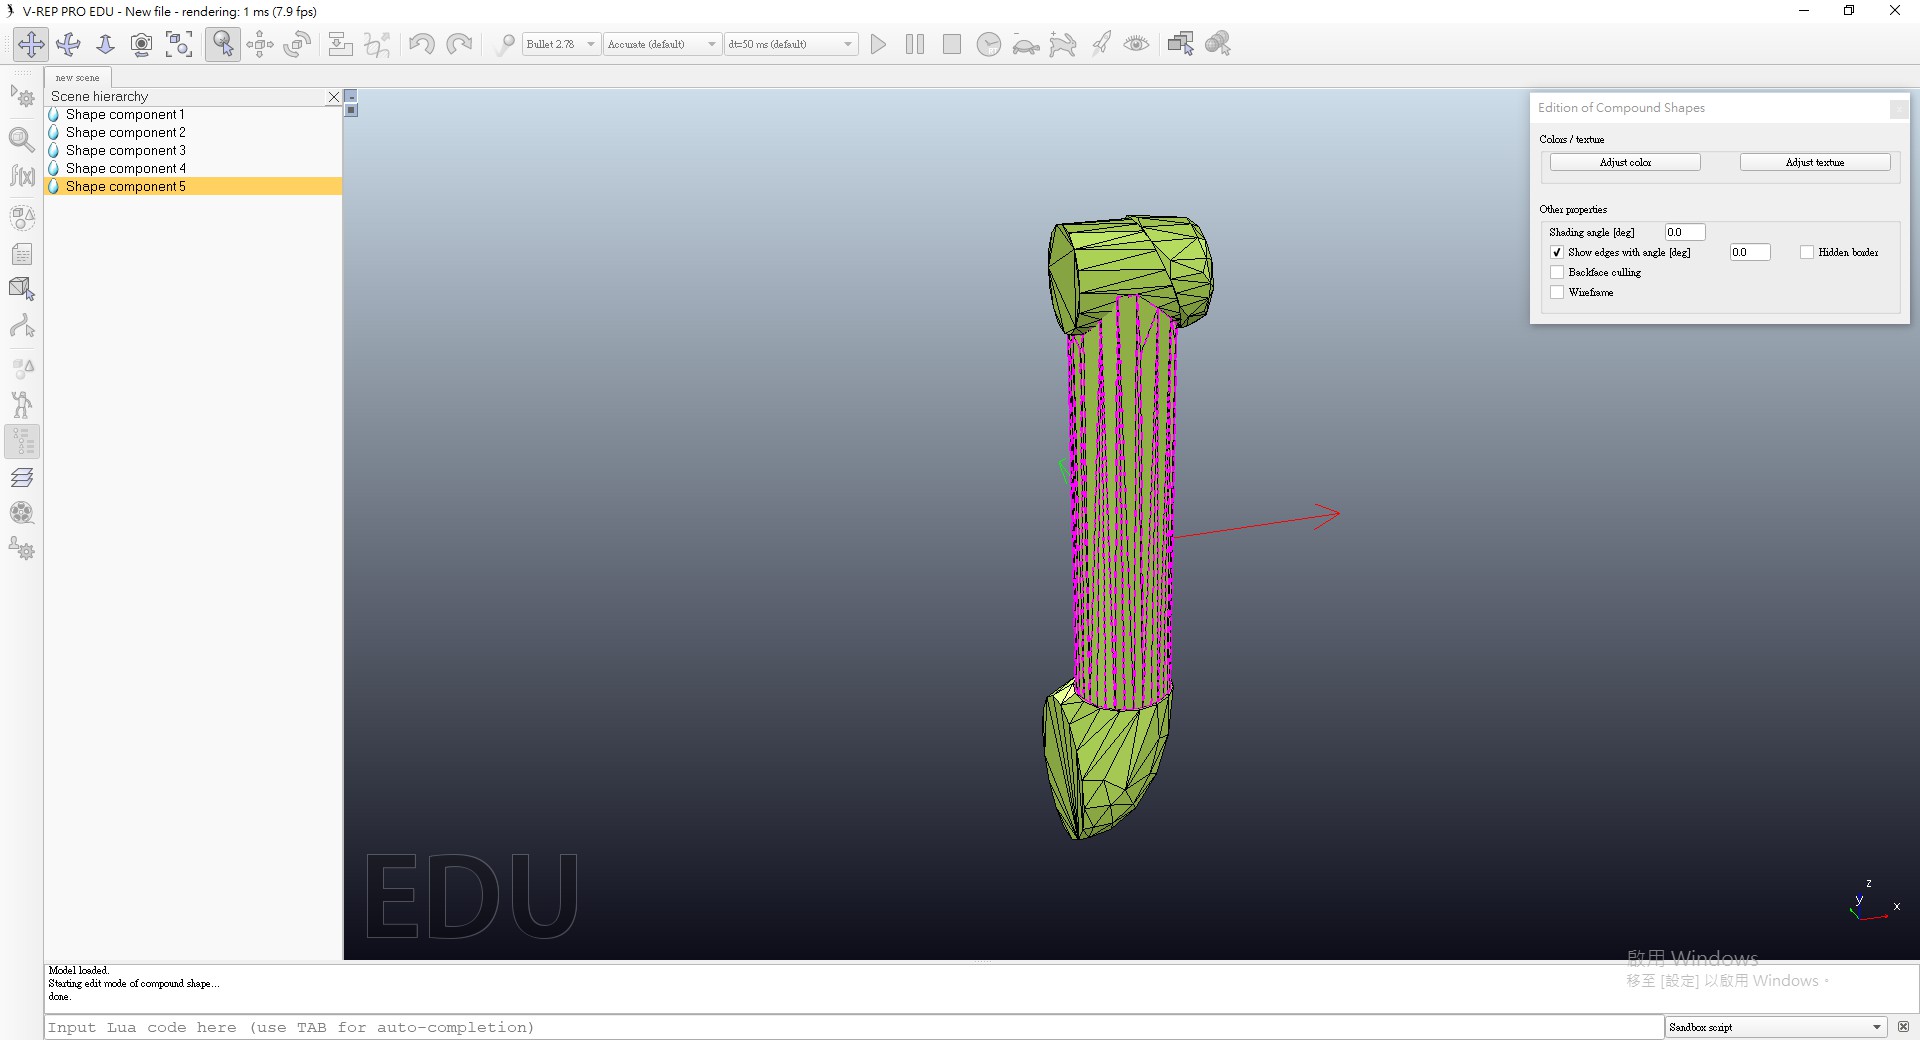 V-REP PRO EDU - New file - rendering: 1 ms (7.9 fps)
Bullet 2.78
Accurate (default)
dt=50 ms (default)
new scene
Scene hierarchy
Shape component 1
Shape component 2
Shape component 3
Shape component 4
Shape component 5
Edition of Compound Shapes
Colors / texture
Adjust color
Adjust texture
Other properties
Shading angle [deg]
0.0
Show edges with angle [deg]
0.0
Hidden border
Backface culling
Wireframe
EDU
z
y
x
啟用 Windows
移至 [設定] 以啟用 Windows。
Model loaded.
Starting edit mode of compound shape...
done.
Input Lua code here (use TAB for auto-completion)
Sandbox script